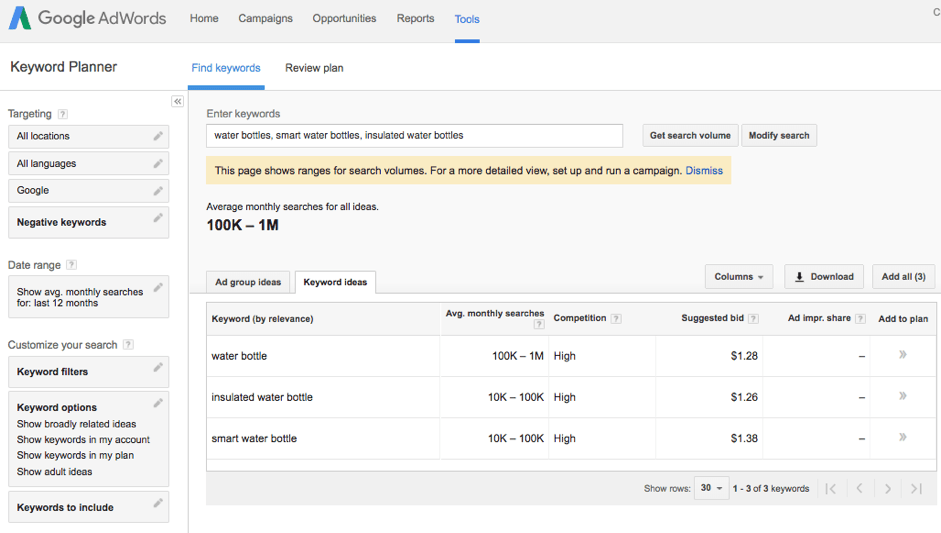 Google AdWords Home Campaigns Opportunities Reports Tools C
Keyword Planner Find keywords Review plan
«
Targeting ?
All locations
All languages
Google
Negative keywords
Date range ?
Show avg. monthly searches
for: last 12 months
Customize your search ?
Keyword filters
Keyword options
Show broadly related ideas
Show keywords in my account
Show keywords in my plan
Show adult ideas
Keywords to include
Enter keywords
water bottles, smart water bottles, insulated water bottles Get search volume Modify search
This page shows ranges for search volumes. For a more detailed view, set up and run a campaign. Dismiss
Average monthly searches for all ideas.
100K – 1M
Ad group ideas Keyword ideas Columns Download Add all (3)
Keyword (by relevance) Avg. monthly searches ? Competition ? Suggested bid ? Ad impr. share ? Add to plan
water bottle 100K – 1M High $1.28 – »
insulated water bottle 10K – 100K High $1.26 – »
smart water bottle 10K – 100K High $1.38 – »
Show rows: 30 1 - 3 of 3 keywords